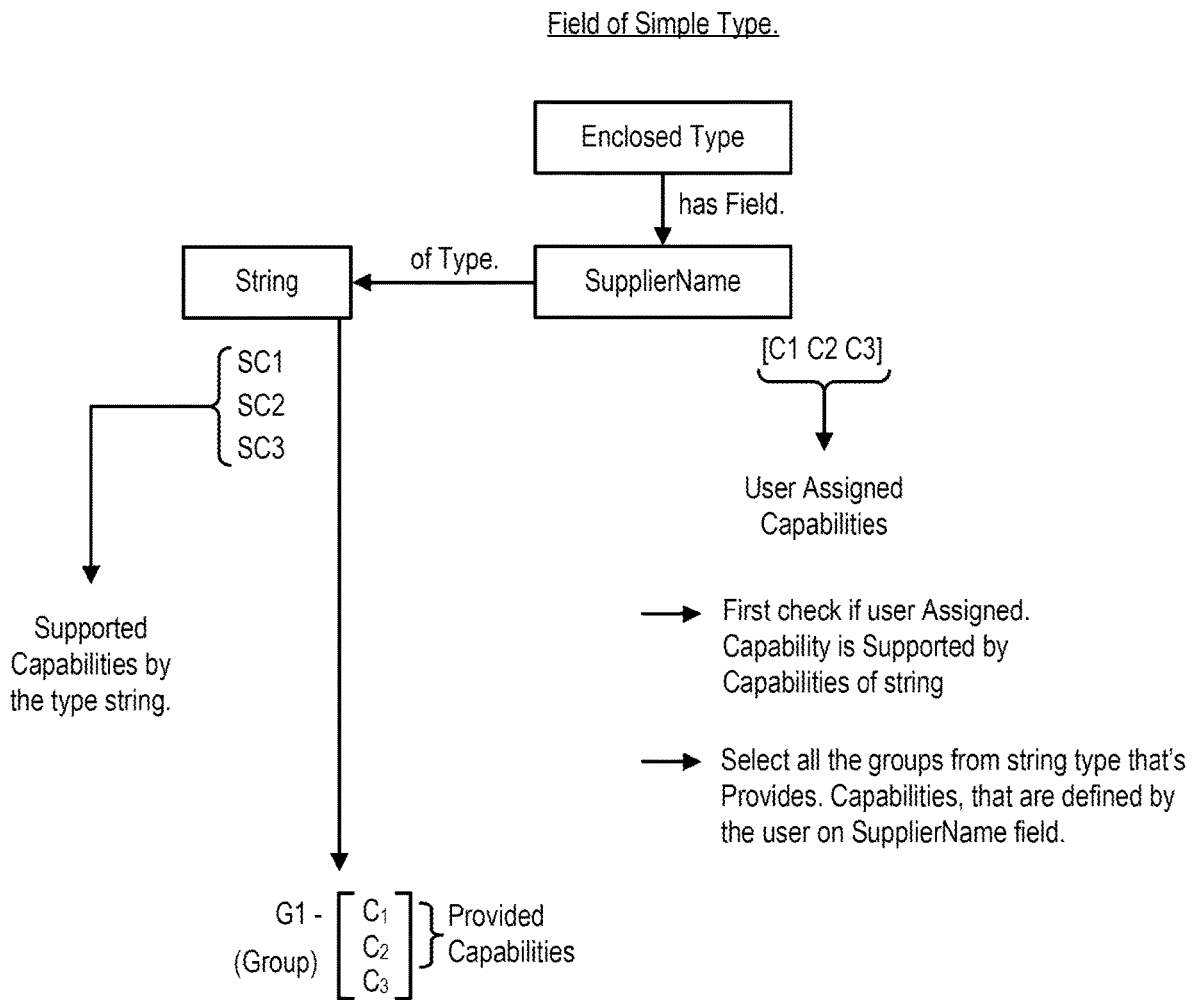 Field of Simple Type.
Enclosed Type
has Field.
String
of Type.
SupplierName
SC1
SC2
SC3
[C1 C2 C3]
User Assigned
Capabilities
Supported
Capabilities by
the type string.
First check if user Assigned.
Capability is Supported by
Capabilities of string
Select all the groups from string type that's
Provides. Capabilities, that are defined by
the user on SupplierName field.
G1 -
(Group)
C1
C2
C3
Provided
Capabilities